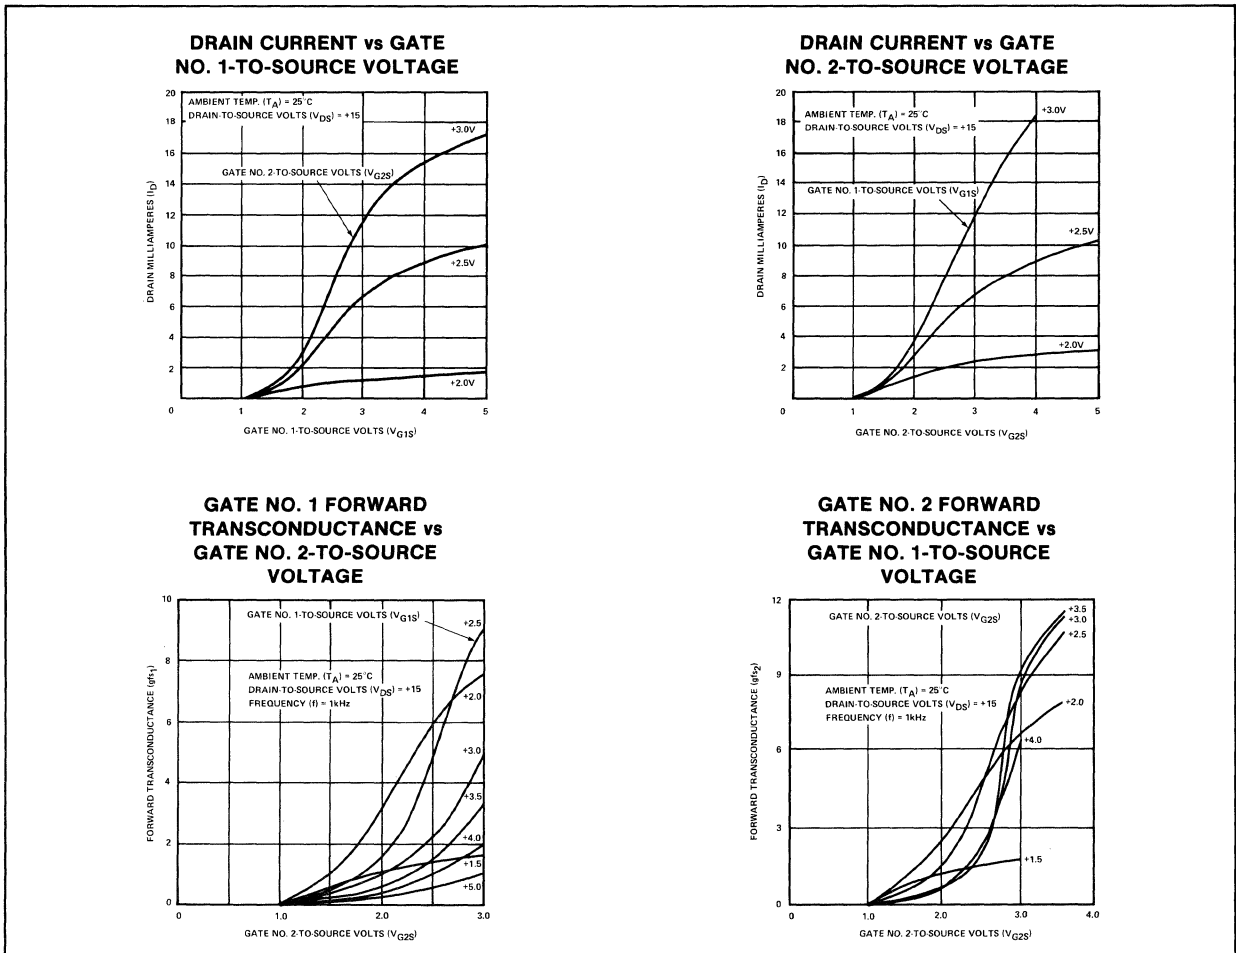 DRAIN CURRENT vs GATE
NO. 1-TO-SOURCE VOLTAGE
20
18
16
14
12
10
8
6
4
2
0
1
2
3
4
5
DRAIN MILLIAMPERES (ID)
AMBIENT TEMP. (TA) = 25°C
DRAIN-TO-SOURCE VOLTS (VDS) = +15
+3.0V
GATE NO. 2-TO-SOURCE VOLTS (VG2S)
+2.5V
+2.0V
GATE NO. 1-TO-SOURCE VOLTS (VG1S)
DRAIN CURRENT vs GATE
NO. 2-TO-SOURCE VOLTAGE
20
18
16
14
12
10
8
6
4
2
0
1
2
3
4
5
DRAIN MILLIAMPERES (ID)
AMBIENT TEMP. (TA) = 25°C
DRAIN-TO-SOURCE VOLTS (VDS) = +15
+3.0V
GATE NO. 1-TO-SOURCE VOLTS (VG1S)
+2.5V
+2.0V
GATE NO. 2-TO-SOURCE VOLTS (VG2S)
GATE NO. 1 FORWARD
TRANSCONDUCTANCE vs
GATE NO. 2-TO-SOURCE
VOLTAGE
10
8
6
4
2
0
0
1.0
2.0
3.0
FORWARD TRANSCONDUCTANCE (gfs1)
GATE NO. 1-TO-SOURCE VOLTS (VG1S)
+2.5
AMBIENT TEMP. (TA) = 25°C
DRAIN-TO-SOURCE VOLTS (VDS) = +15
FREQUENCY (f) = 1kHz
+2.0
+3.0
+3.5
+4.0
+1.5
+5.0
GATE NO. 2-TO-SOURCE VOLTS (VG2S)
GATE NO. 2 FORWARD
TRANSCONDUCTANCE vs
GATE NO. 1-TO-SOURCE
VOLTAGE
12
9
6
3
0
0
1.0
2.0
3.0
4.0
FORWARD TRANSCONDUCTANCE (gfs2)
GATE NO. 2-TO-SOURCE VOLTS (VG2S)
+3.5
+3.0
+2.5
AMBIENT TEMP. (TA) = 25°C
DRAIN-TO-SOURCE VOLTS (VDS) = +15
FREQUENCY (f) = 1kHz
+2.0
+4.0
+1.5
GATE NO. 2-TO-SOURCE VOLTS (VG2S)